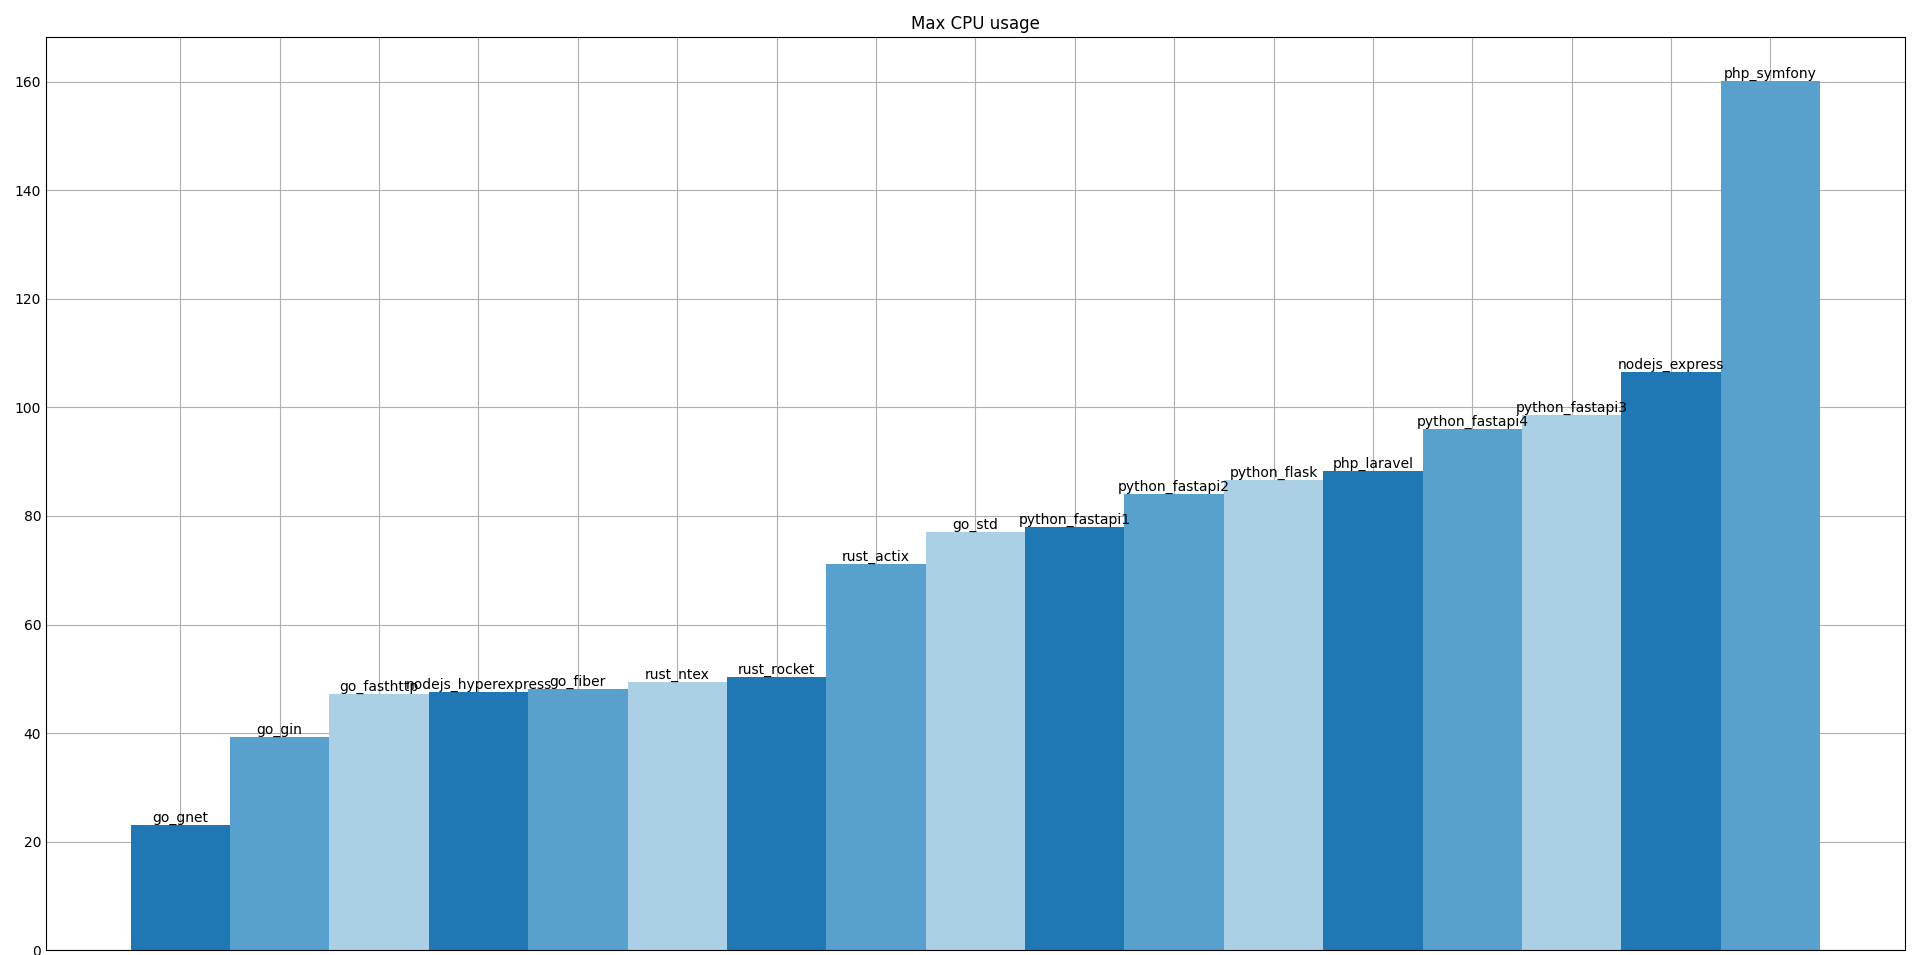 Max CPU usage
160
140
120
100
80
60
40
20
0
go_gnet
go_gin
go_fasthttp
nodejs_hyperexpress
go_fiber
rust_ntex
rust_rocket
rust_actix
go_std
python_fastapi1
python_fastapi2
python_flask
php_laravel
python_fastapi4
python_fastapi3
nodejs_express
php_symfony